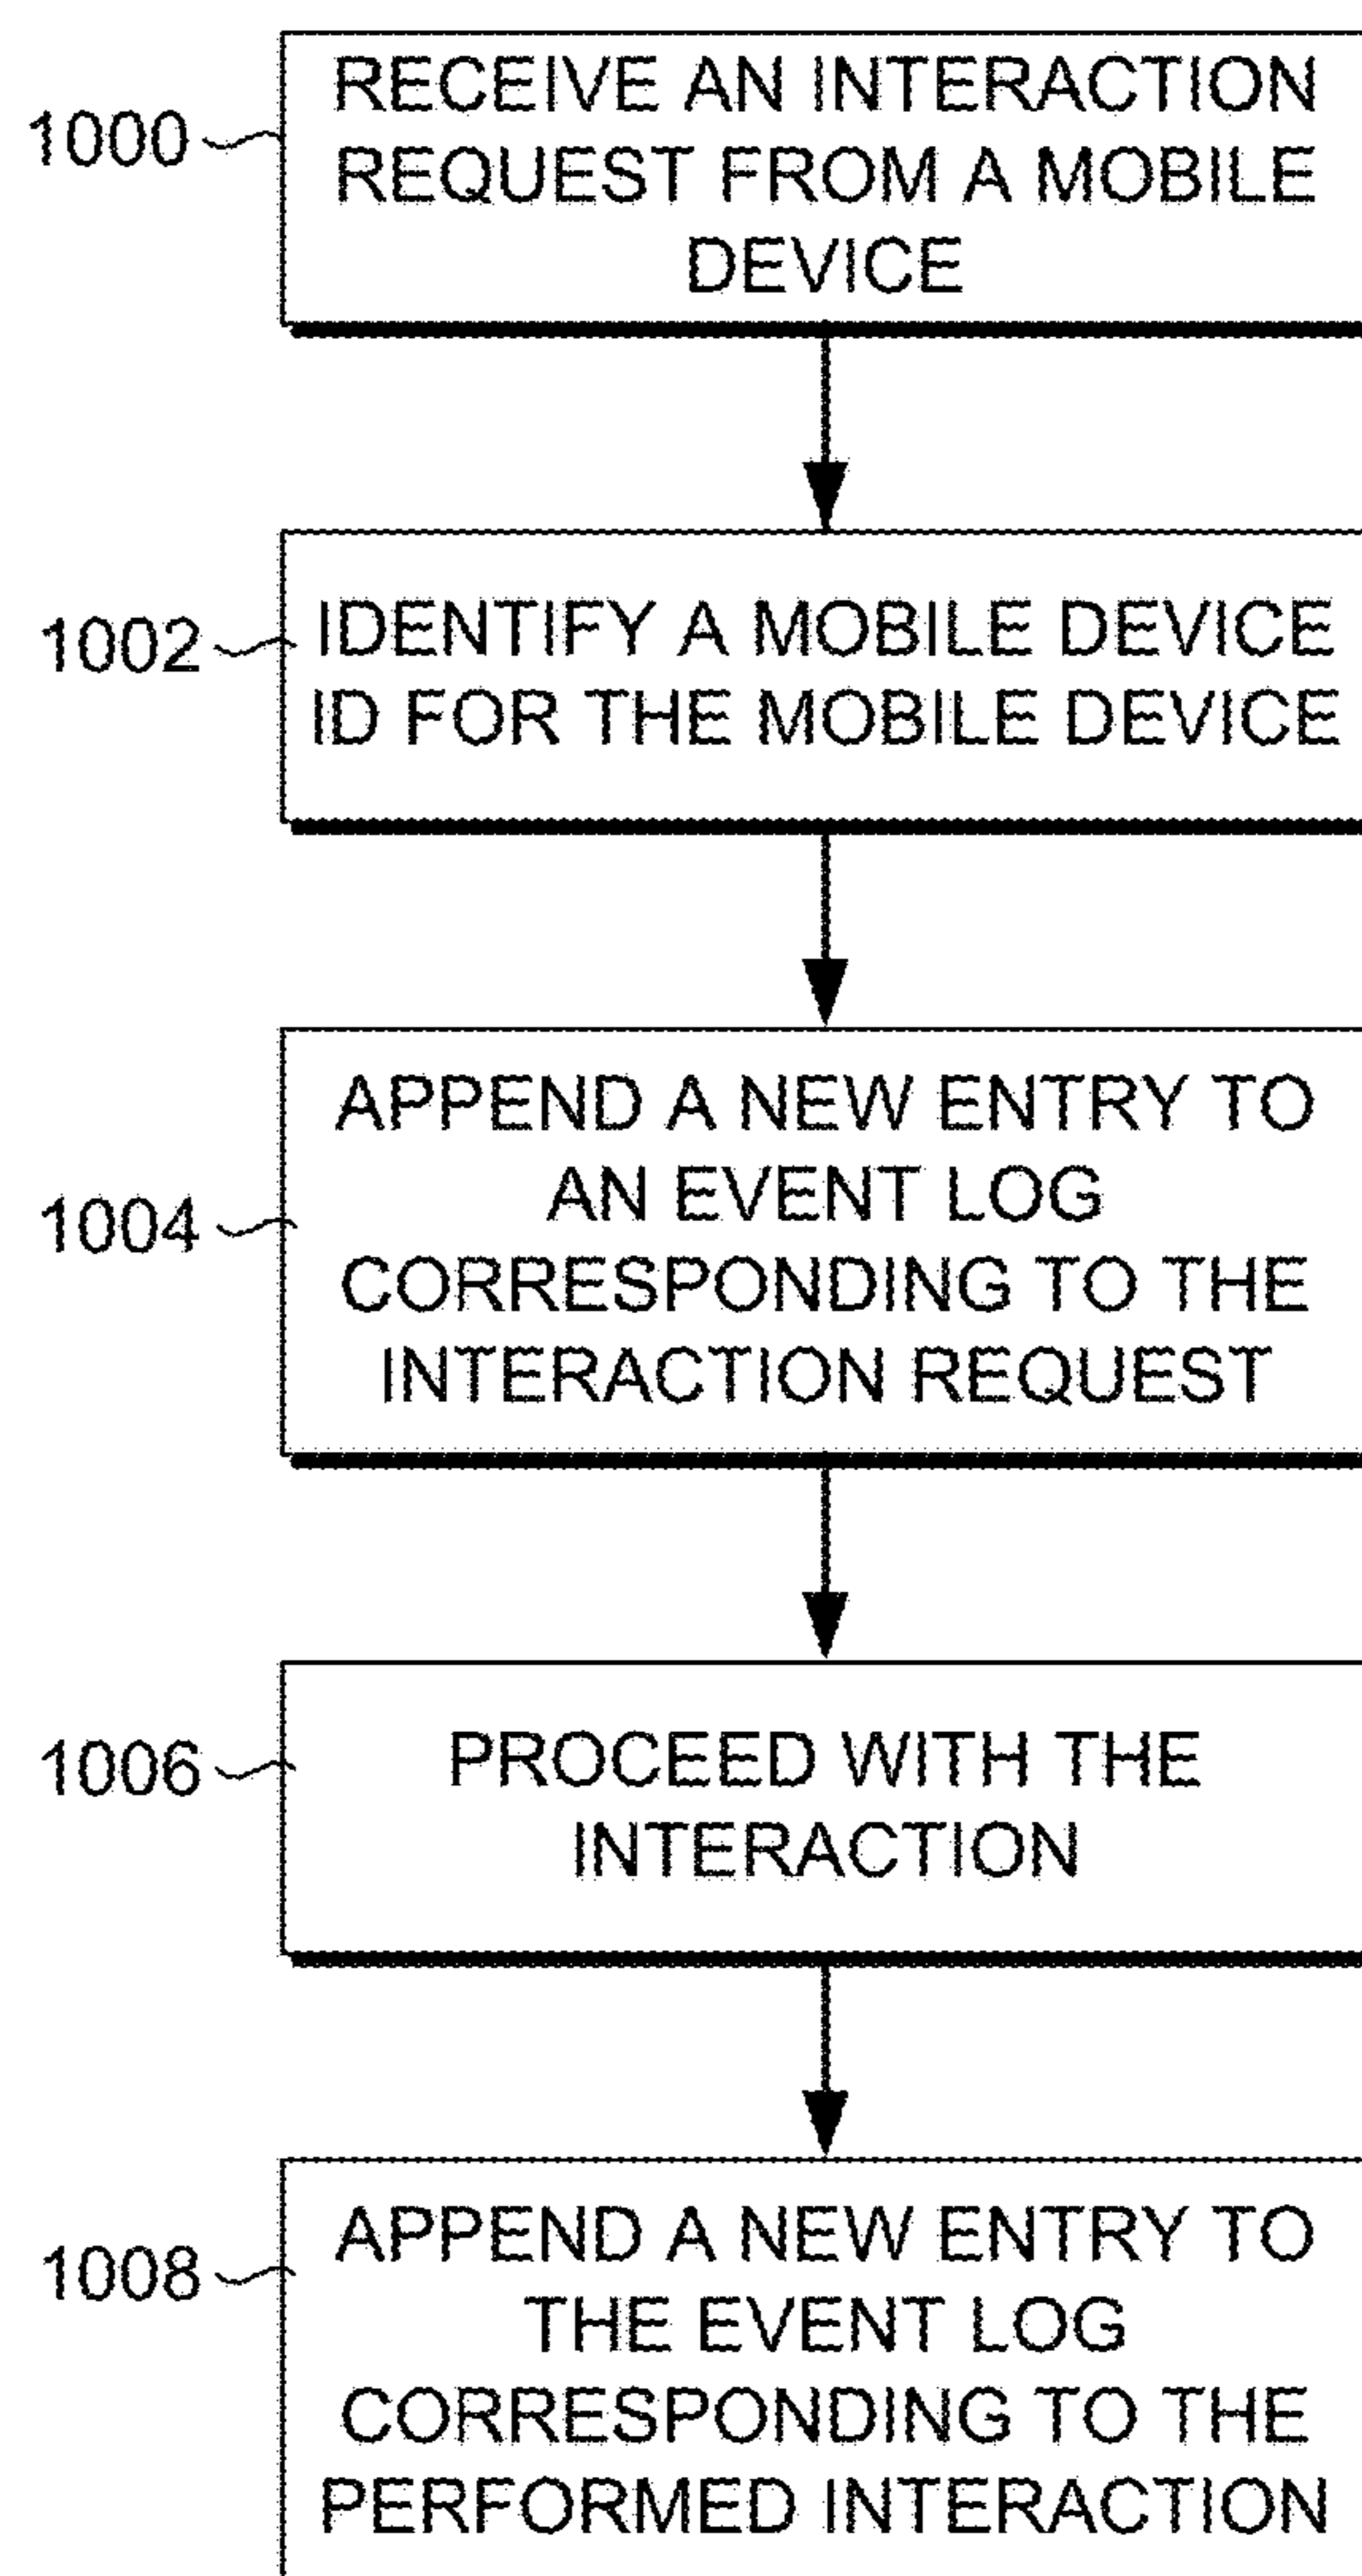 1000
RECEIVE AN INTERACTION
REQUEST FROM A MOBILE
DEVICE
1002
IDENTIFY A MOBILE DEVICE
ID FOR THE MOBILE DEVICE
1004
APPEND A NEW ENTRY TO
AN EVENT LOG
CORRESPONDING TO THE
INTERACTION REQUEST
1006
PROCEED WITH THE
INTERACTION
1008
APPEND A NEW ENTRY TO
THE EVENT LOG
CORRESPONDING TO THE
PERFORMED INTERACTION